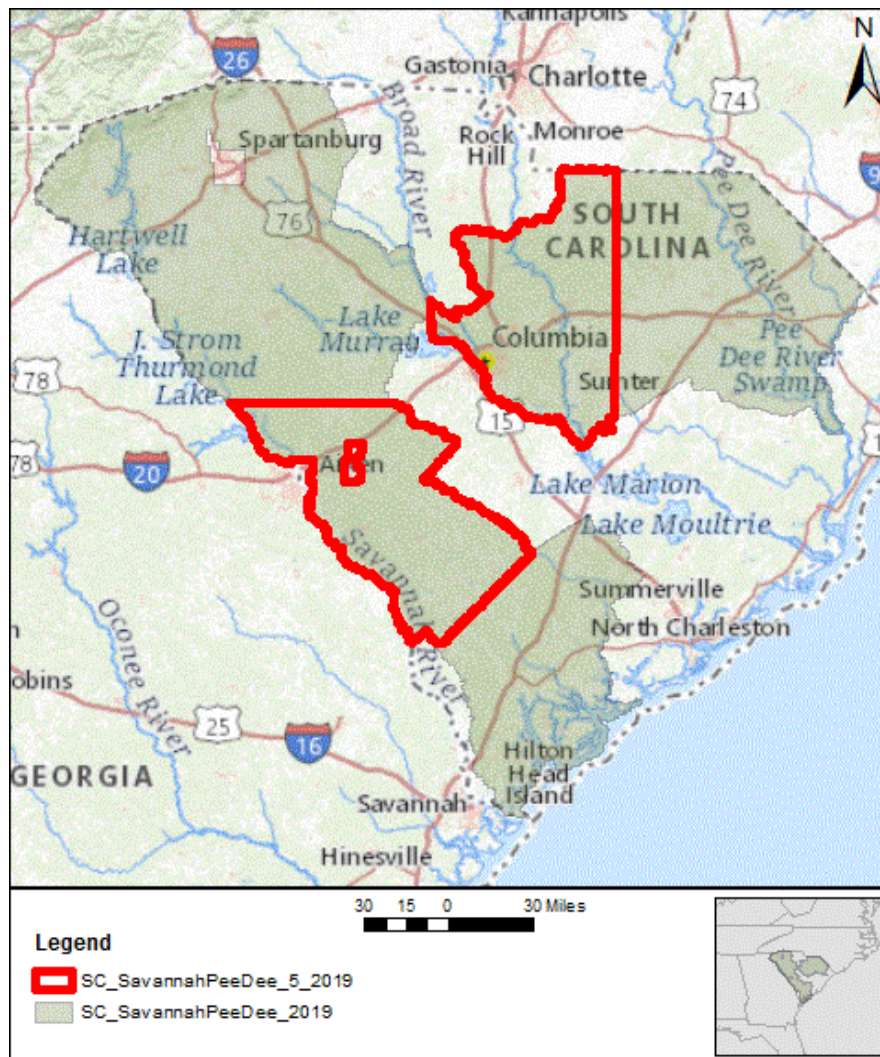 Kannapolis
N
26
Gastonia
Charlotte
74
Broad River
Spartanburg
Rock
Hill
Monroe
9
Pee Dee River
76
SOUTH
CAROLINA
Hartwell
Lake
Lake
Murray
Columbia
J. Strom
Thurmond
Lake
Pee
Dee River
Swamp
78
Sumter
15
1
78
20
Aiken
Lake Marion
Lake Moultrie
Savannah River
Summerville
North Charleston
Oconee River
obins
25
16
GEORGIA
Hilton
Head
Island
Savannah
Hinesville
30 15 0 30 Miles
Legend
SC_SavannahPeeDee_5_2019
SC_SavannahPeeDee_2019